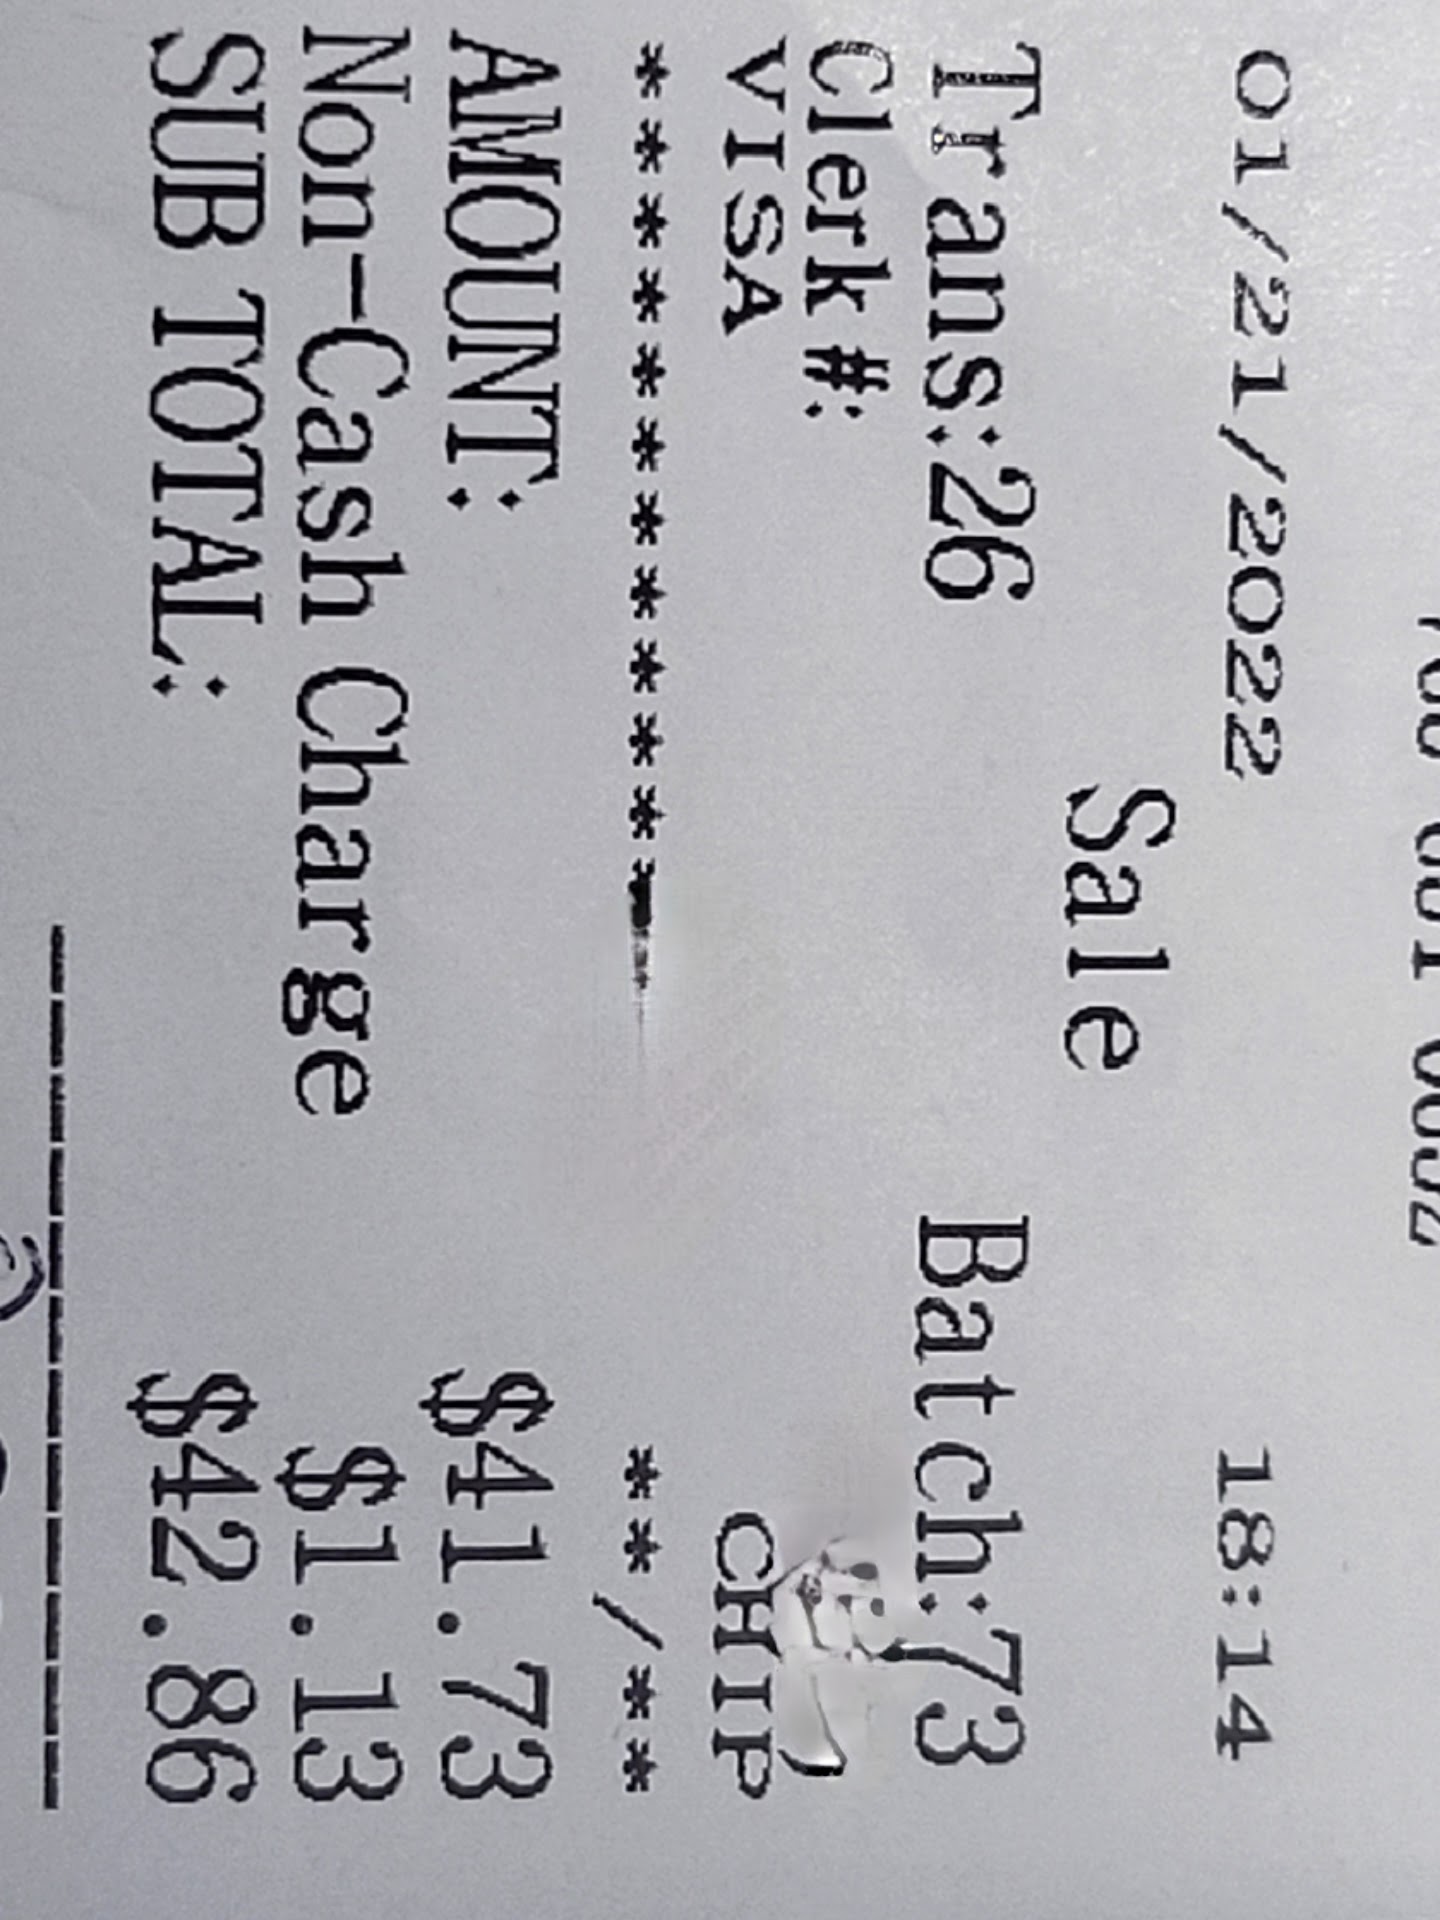 01/21/2022 18:14
Sale
Trans:26 Batch:73
Clerk #:
VISA CHIP
*********** **/**
AMOUNT: $41.73
Non-Cash Charge $1.13
SUB TOTAL: $42.86